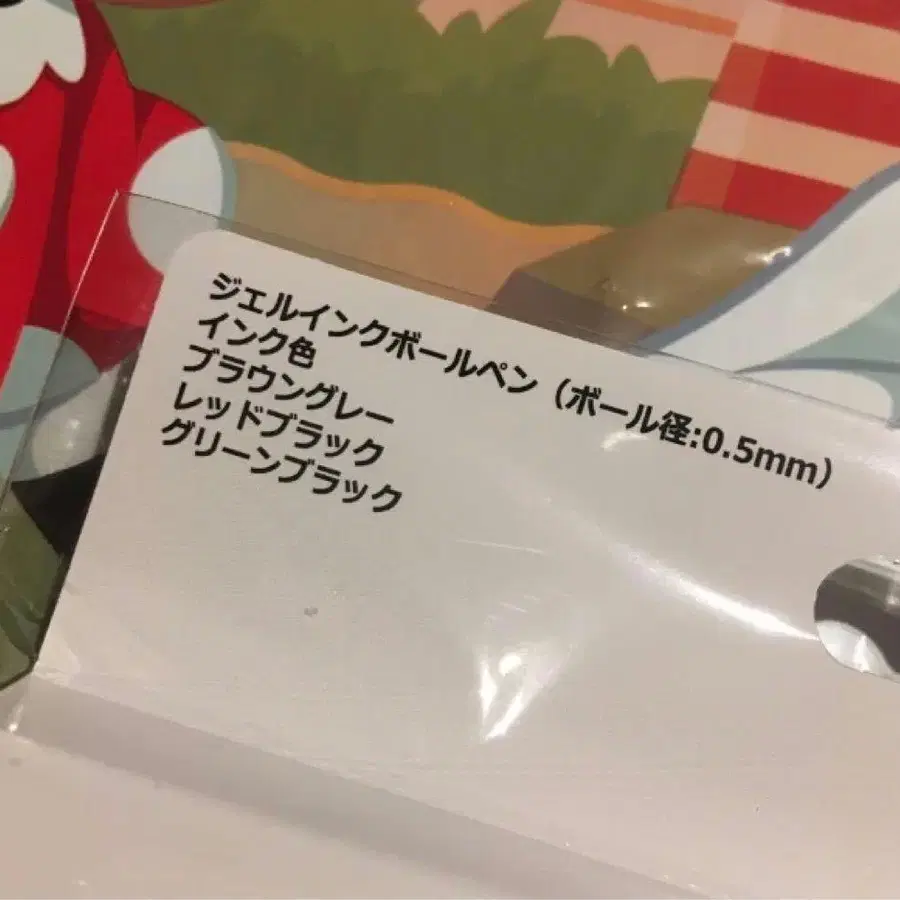 ジェルインクボールペン（ボール径:0.5mm）
インク色
ブラウングレー
レッドブラック
グリーンブラック